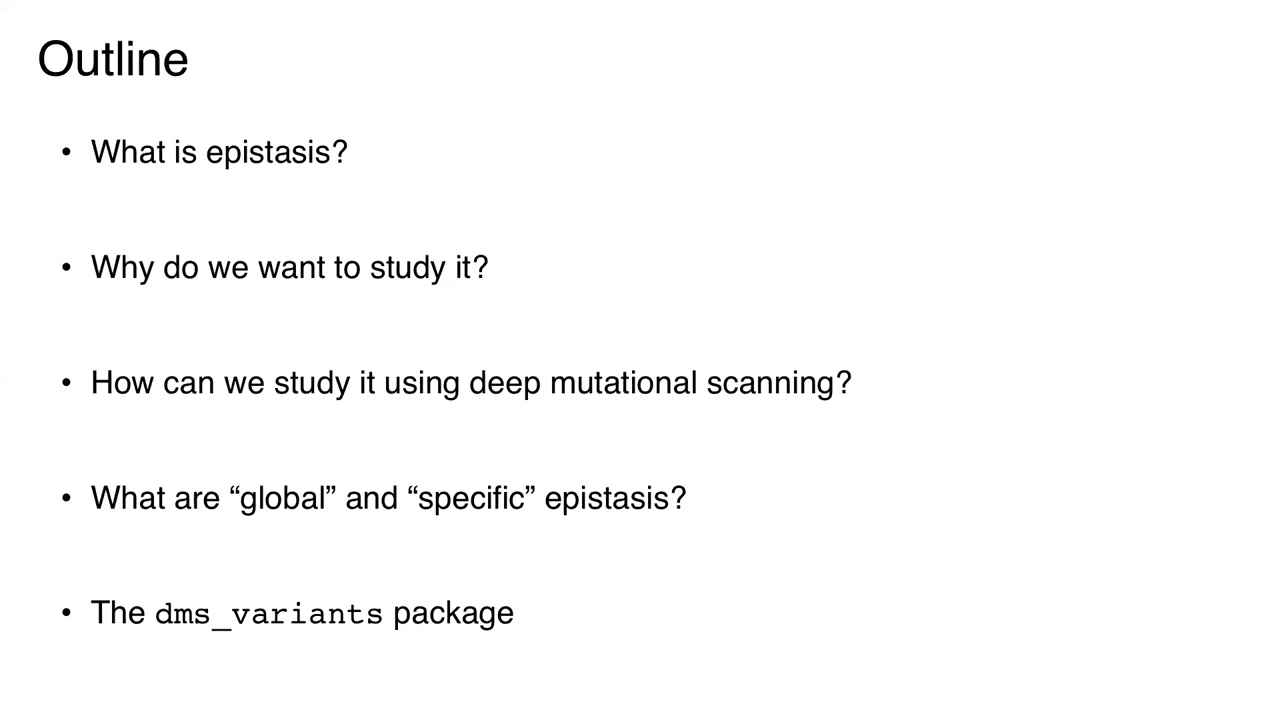 Outline
• What is epistasis?
• Why do we want to study it?
• How can we study it using deep mutational scanning?
• What are “global” and “specific” epistasis?
• The dms_variants package